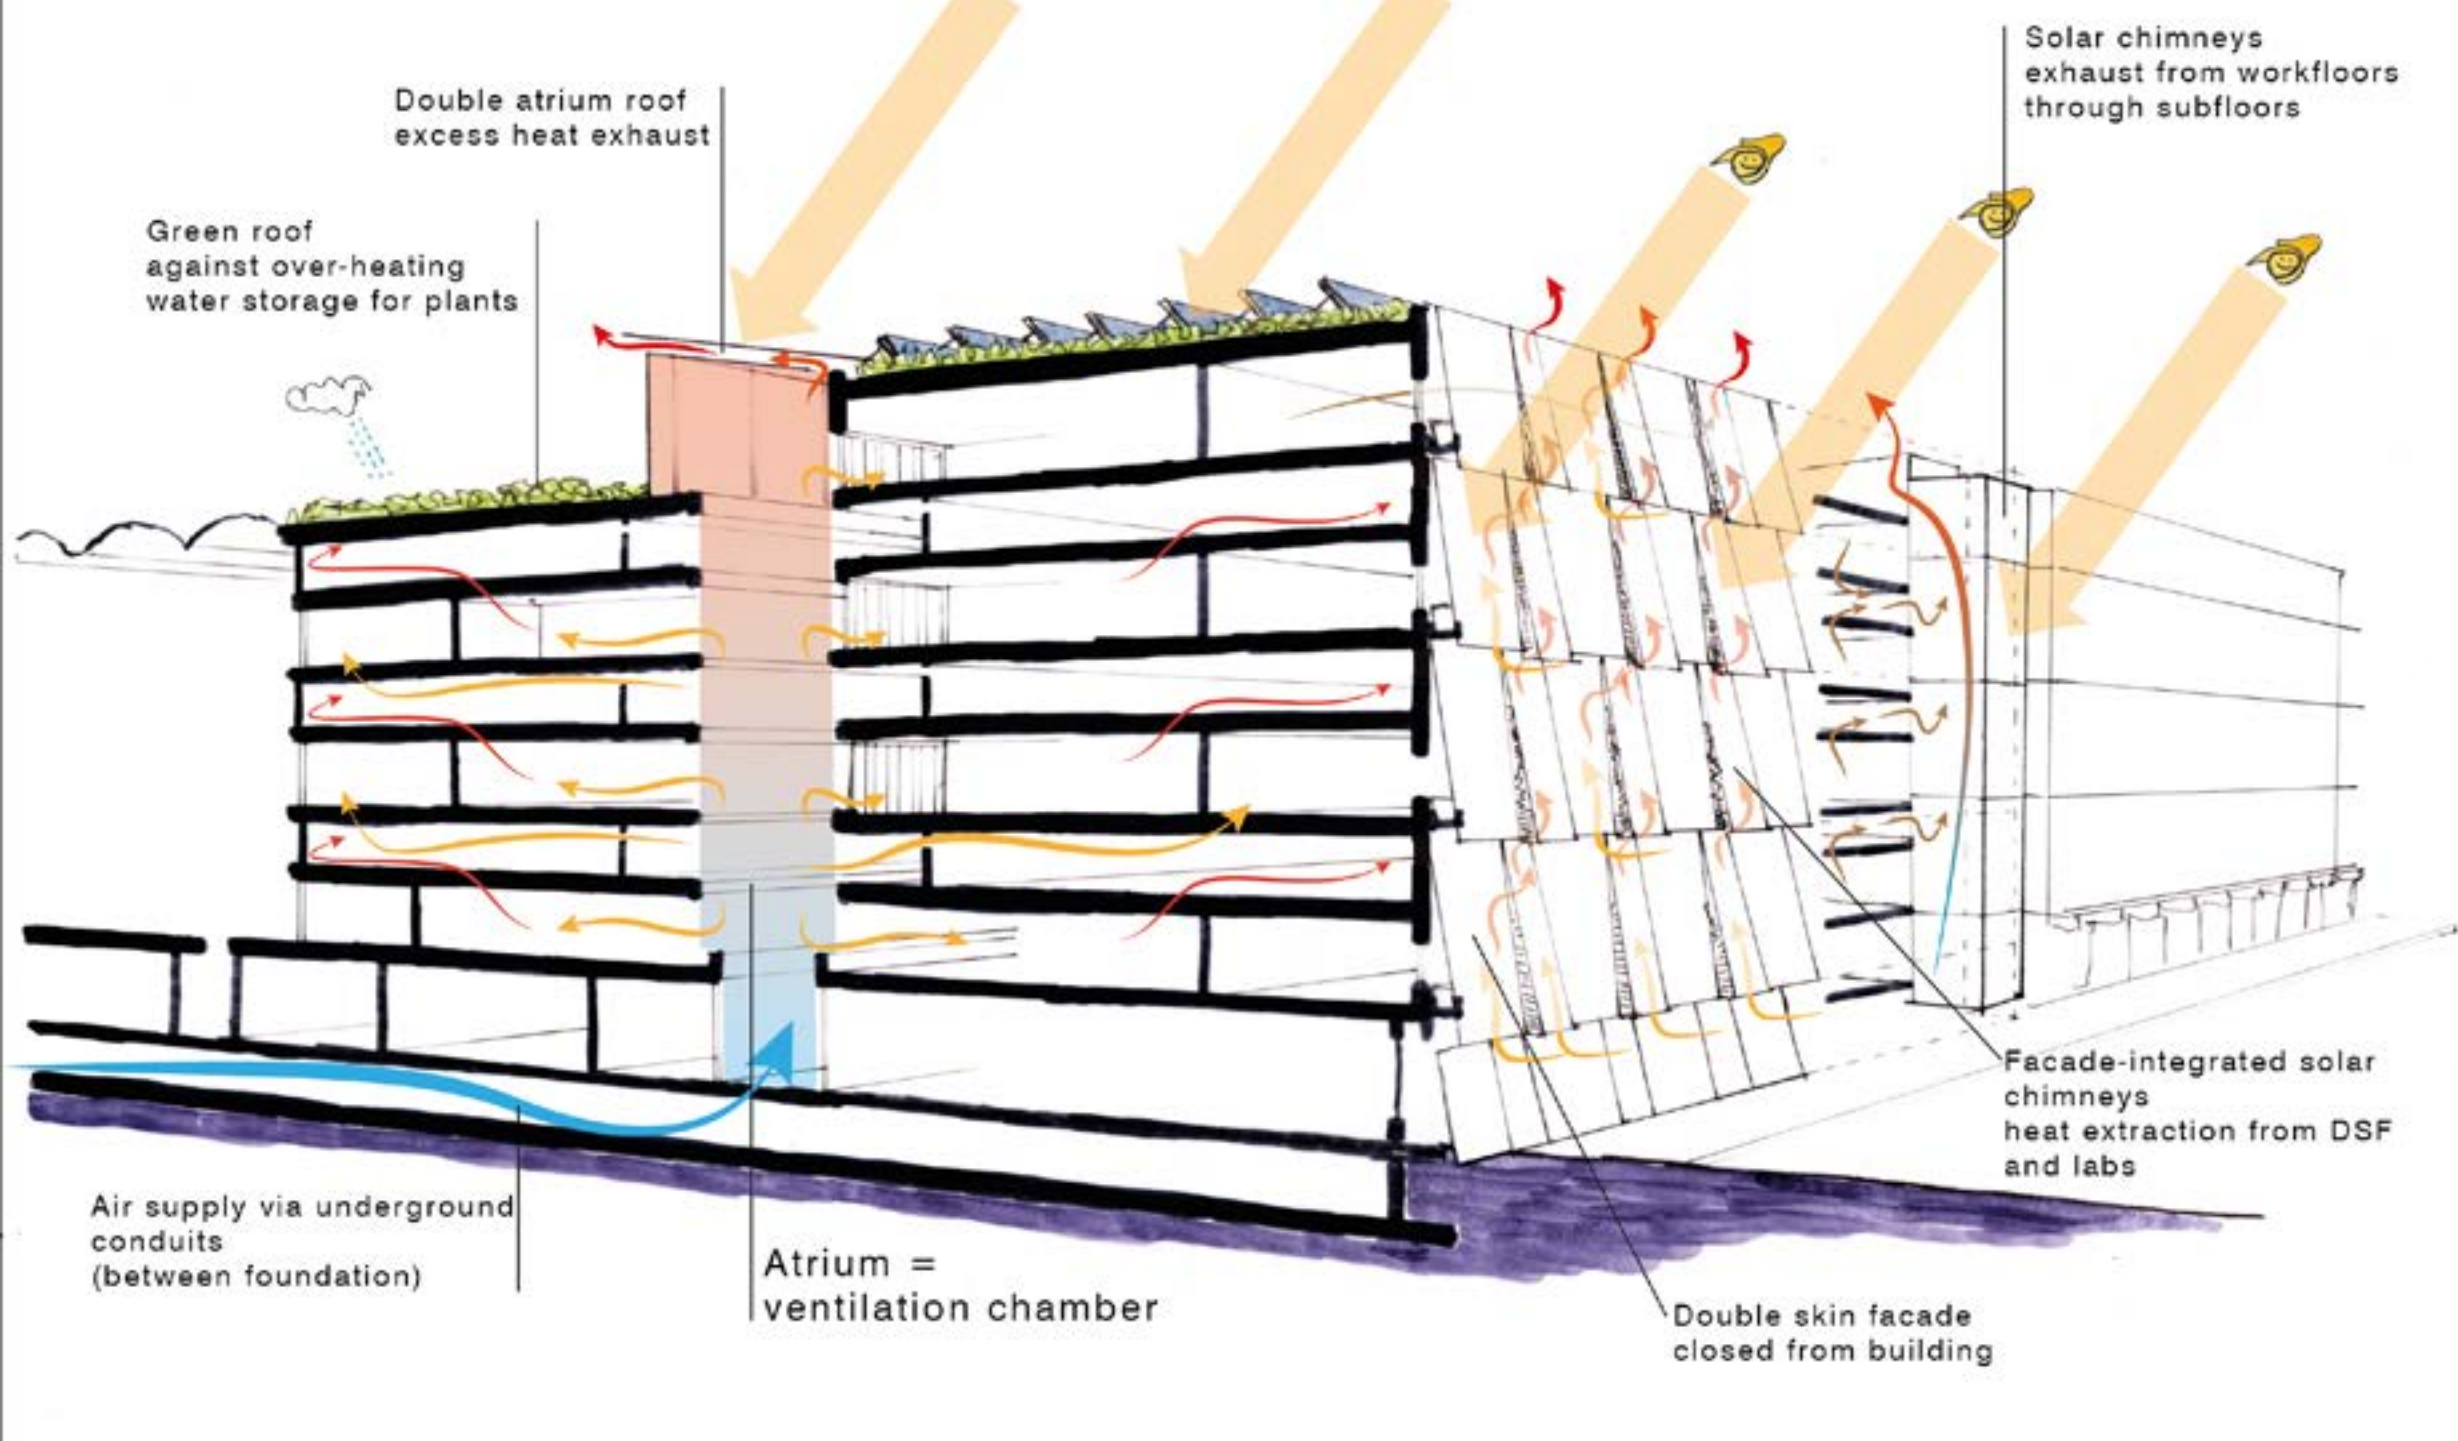 Solar chimneys
exhaust from workfloors
through subfloors
Double atrium roof
excess heat exhaust
Green roof
against over-heating
water storage for plants
Facade-integrated solar
chimneys
heat extraction from DSF
and labs
Air supply via underground
conduits
(between foundation)
Atrium =
ventilation chamber
Double skin facade
closed from building